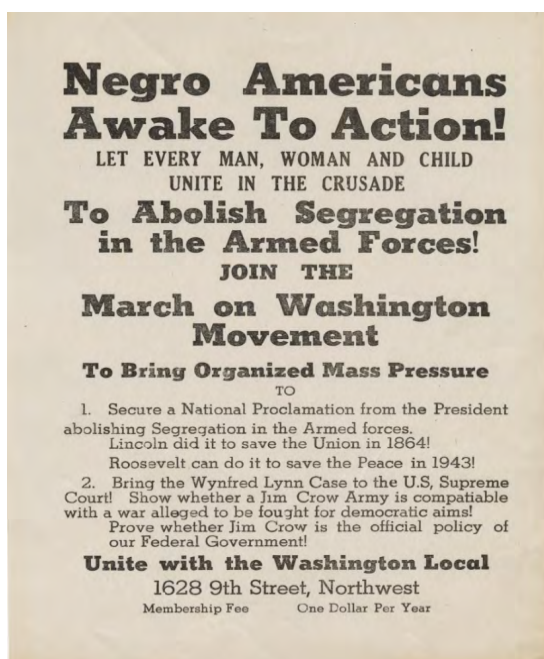 Negro Americans
Awake To Action!
LET EVERY MAN, WOMAN AND CHILD
UNITE IN THE CRUSADE
To Abolish Segregation
in the Armed Forces!
JOIN THE
March on Washington
Movement
To Bring Organized Mass Pressure
TO
1. Secure a National Proclamation from the President
abolishing Segregation in the Armed forces.
Lincoln did it to save the Union in 1864!
Roosevelt can do it to save the Peace in 1943!
2. Bring the Wynfred Lynn Case to the U.S, Supreme
Court! Show whether a Jim Crow Army is compatiable
with a war alleged to be fought for democratic aims!
Prove whether Jim Crow is the official policy of
our Federal Government!
Unite with the Washington Local
1628 9th Street, Northwest
Membership Fee One Dollar Per Year